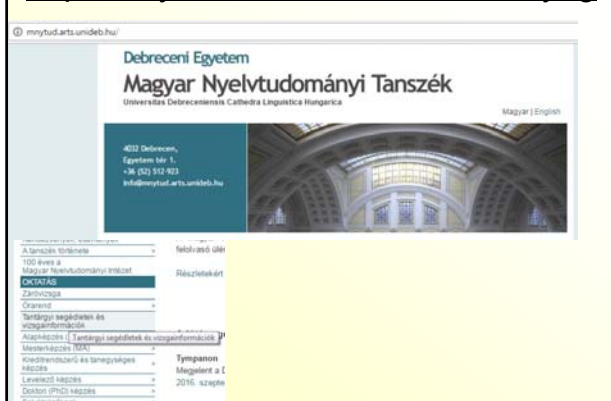 mnytud.arts.unideb.hu/
Debreceni Egyetem
Magyar Nyelvtudományi Tanszék
Universitas Debreceniensis Cathedra Linguistica Hungarica
Magyar | English
4032 Debrecen,
Egyetem tér 1.
+36 (52) 512-923
info@mnytud.arts.unideb.hu
A tanszék története
felolvasó ülé
100 éves a
Magyar Nyelvtudományi Intézet
Részletekért
OKTATÁS
Záróvizsga
Órarend
Tantárgyi segédletek és
vizsgainformációk
Alapképzés (
Tantárgyi segédletek és vizsgainformációk
Mesterképzés (MA)
Kreditrendszerű és tanegységes
képzés
Tympanon
Megjelent a D
Levelező képzés
2016. szepte
Doktori (PhD) képzés